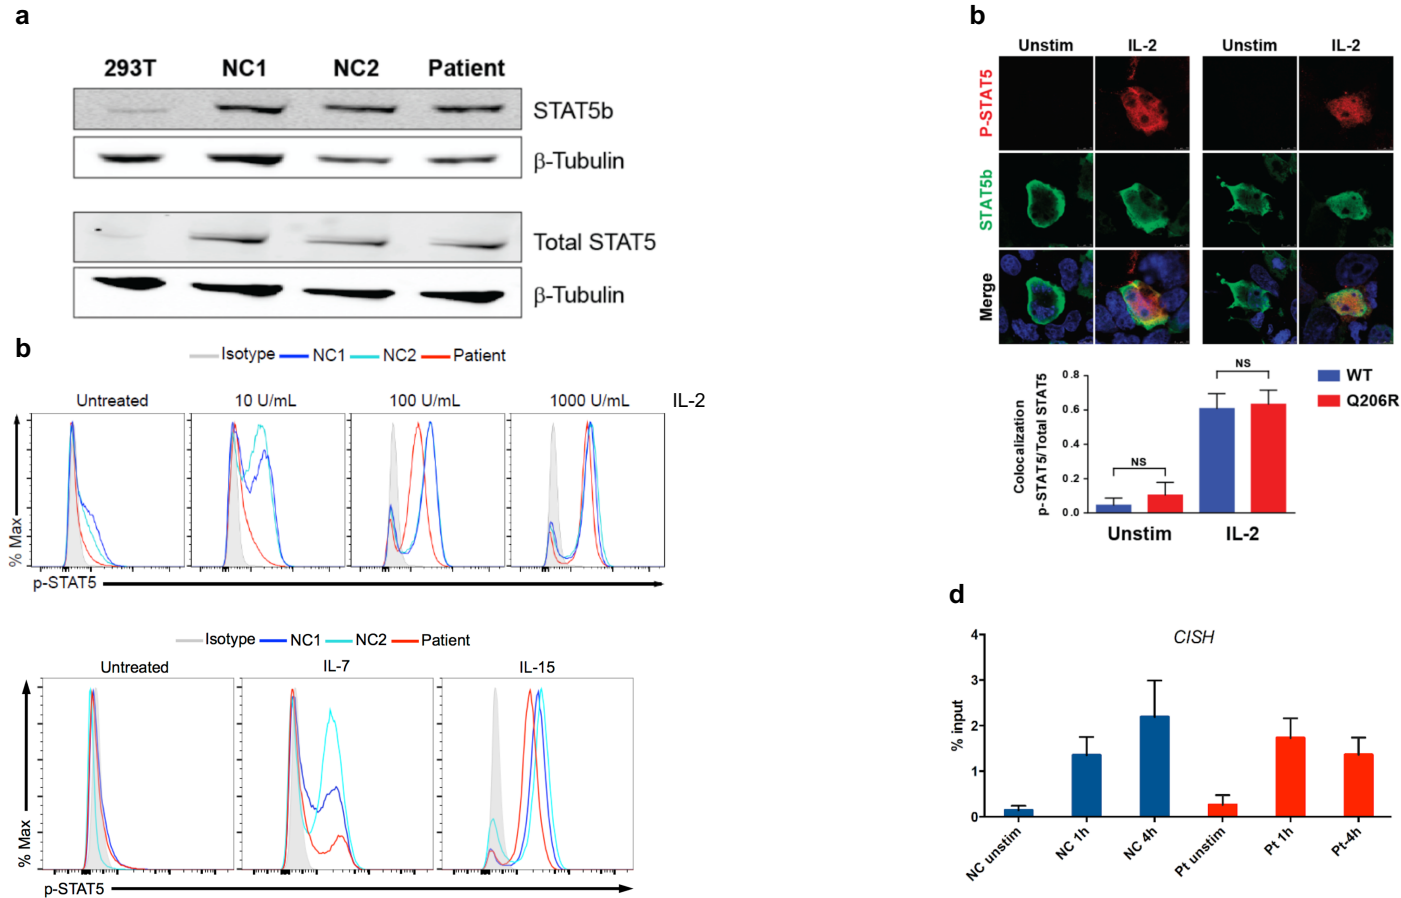 a
293T NC1 NC2 Patient
STAT5b
β-Tubulin
Total STAT5
β-Tubulin
b
Isotype NC1 NC2 Patient
Untreated 10 U/mL 100 U/mL 1000 U/mL IL-2
% Max
p-STAT5
Isotype NC1 NC2 Patient
Untreated IL-7 IL-15
% Max
p-STAT5
b
Unstim IL-2 Unstim IL-2
P-STAT5
STAT5b
Merge
Colocalization
p-STAT5/Total STAT5
0.8
0.6
0.4
0.2
0.0
NS
NS
WT
Q206R
Unstim IL-2
d
CISH
% input
4
3
2
1
0
NC unstim
NC 1h
NC 4h
Pt unstim
Pt 1h
Pt-4h